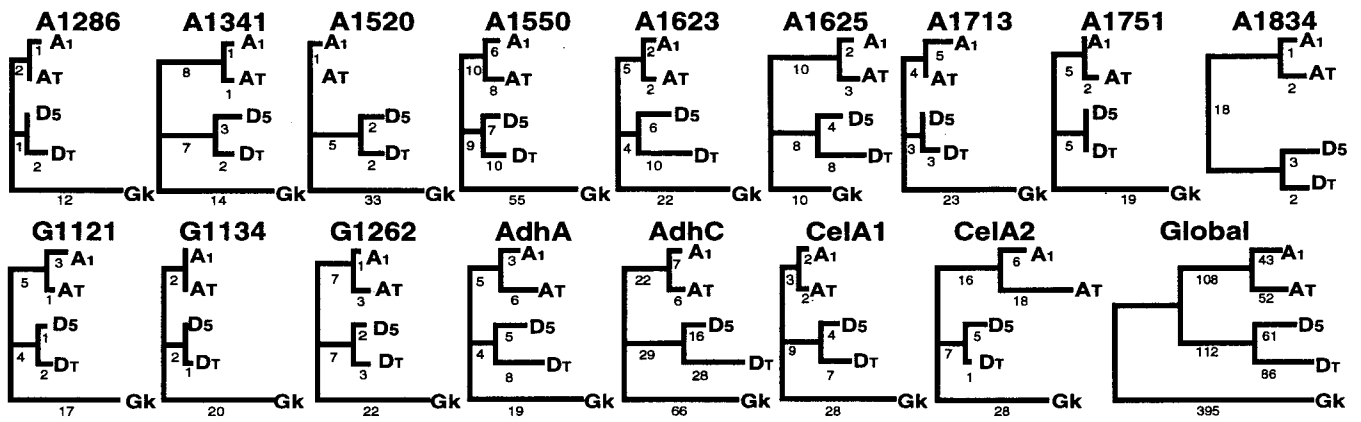 A1286 A1341 A1520 A1550 A1623 A1625 A1713 A1751 A1834
1 A1 1 A1 A1 6 A1 2 A1 2 A1 5 A1 A1 1 A1
2 8 1 10 5 10 4 5
AT AT AT AT AT AT AT AT AT
1 8 2 3 2 2
18
D5 D5 D5 D5 D5 D5 D5 D5 D5
3 2 7 6 4 3
1 DT 7 DT 5 DT 9 DT 4 DT 8 DT 3 DT 5 DT DT
2 2 2 10 10 8 3 2
12 Gk 14 Gk 33 Gk 55 Gk 22 Gk 10 Gk 23 Gk 19 Gk
G1121 G1134 G1262 AdhA AdhC CelA1 CelA2 Global
3 A1 A1 1 A1 3 A1 7 A1 2 A1 6 A1 43 A1
5 2 7 5 22 3 16 108
1 AT AT 3 AT 6 AT 6 AT 2 AT 18 AT 52 AT
1 D5 D5 2 D5 5 D5 16 D5 4 D5 5 D5 61 D5
4 2 7 4 29 9 7 112
2 DT 1 DT 3 DT 8 DT 28 DT 7 DT 1 DT 86 DT
17 Gk 20 Gk 22 Gk 19 Gk 66 Gk 28 Gk 28 Gk 395 Gk